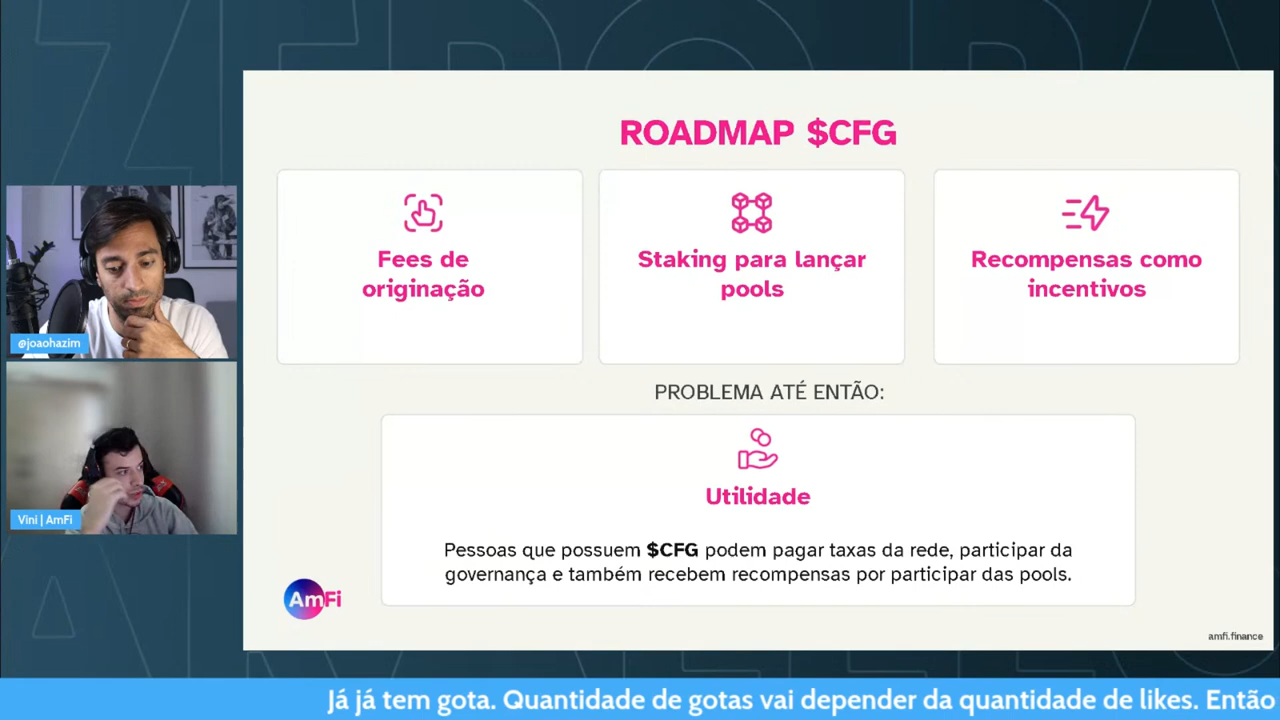 ROADMAP $CFG
Fees de
originação
Staking para lançar
pools
Recompensas como
incentivos
PROBLEMA ATÉ ENTÃO:
Utilidade
Pessoas que possuem $CFG podem pagar taxas da rede, participar da
governança e também recebem recompensas por participar das pools.
AmFi
amfi.finance
@joaohazim
Vini | AmFi
Já já tem gota. Quantidade de gotas vai depender da quantidade de likes. Então